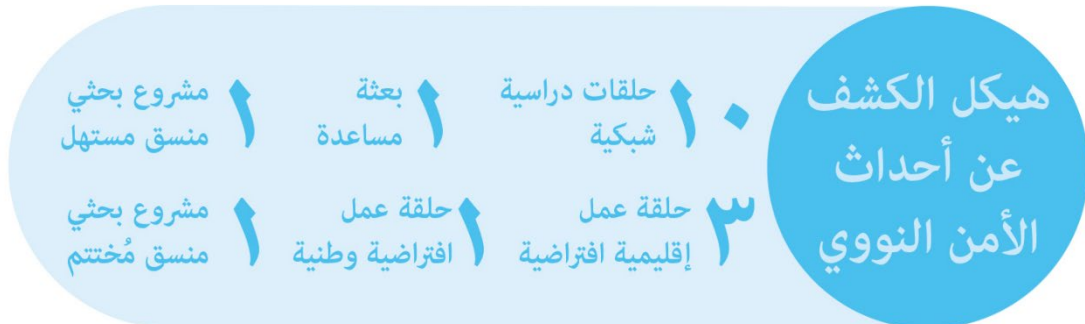 هيكل الكشف
عن أحداث
الأمن النووي
١٠ حلقات دراسية
شبكية
١ بعثة
مساعدة
١ مشروع بحثي
منسق مستهل
٣ حلقة عمل
إقليمية افتراضية
١ حلقة عمل
افتراضية وطنية
١ مشروع بحثي
منسق مُختتم